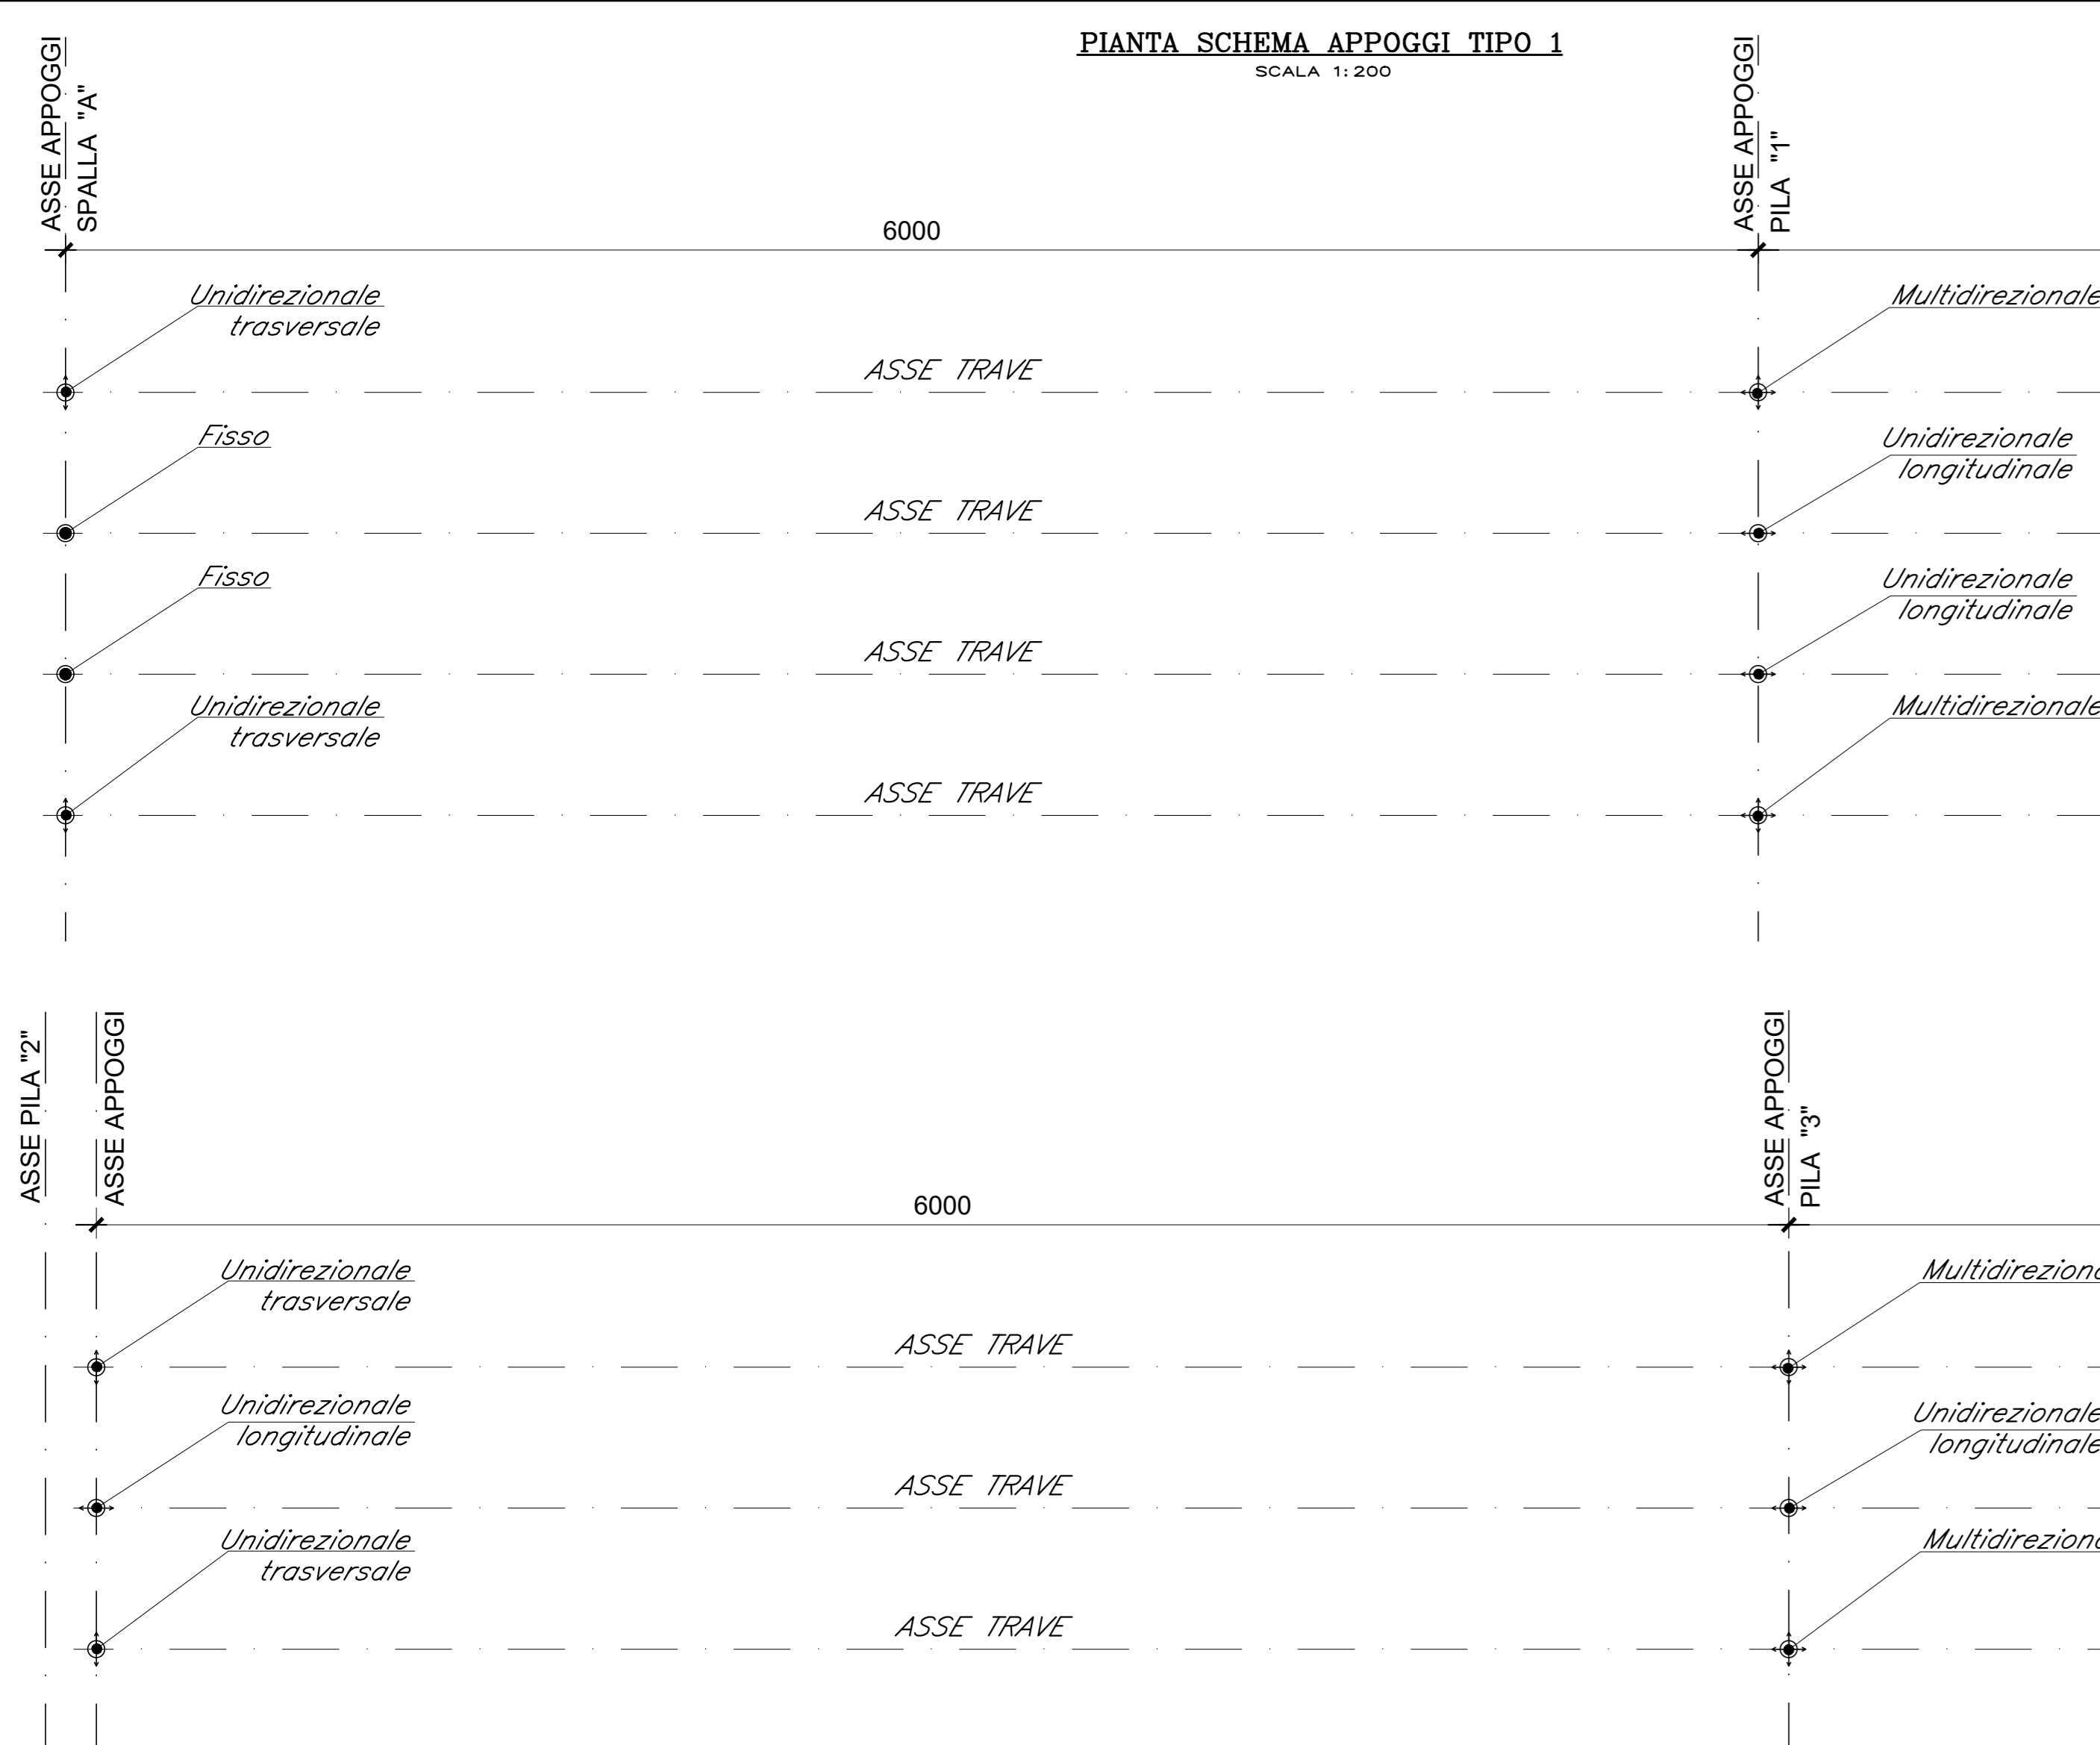 PIANTA SCHEMA APPOGGI TIPO 1
SCALA 1:200
ASSE APPOGGI
SPALLA "A"
ASSE APPOGGI
PILA "1"
6000
Unidirezionale
trasversale
Multidirezionale
ASSE TRAVE
Fisso
Unidirezionale
longitudinale
ASSE TRAVE
Fisso
Unidirezionale
longitudinale
ASSE TRAVE
Unidirezionale
trasversale
Multidirezionale
ASSE TRAVE
ASSE PILA "2"
ASSE APPOGGI
ASSE APPOGGI
PILA "3"
6000
Unidirezionale
trasversale
Multidirezion
ASSE TRAVE
Unidirezionale
longitudinale
Unidirezionale
longitudinale
ASSE TRAVE
Unidirezionale
trasversale
Multidirezion
ASSE TRAVE